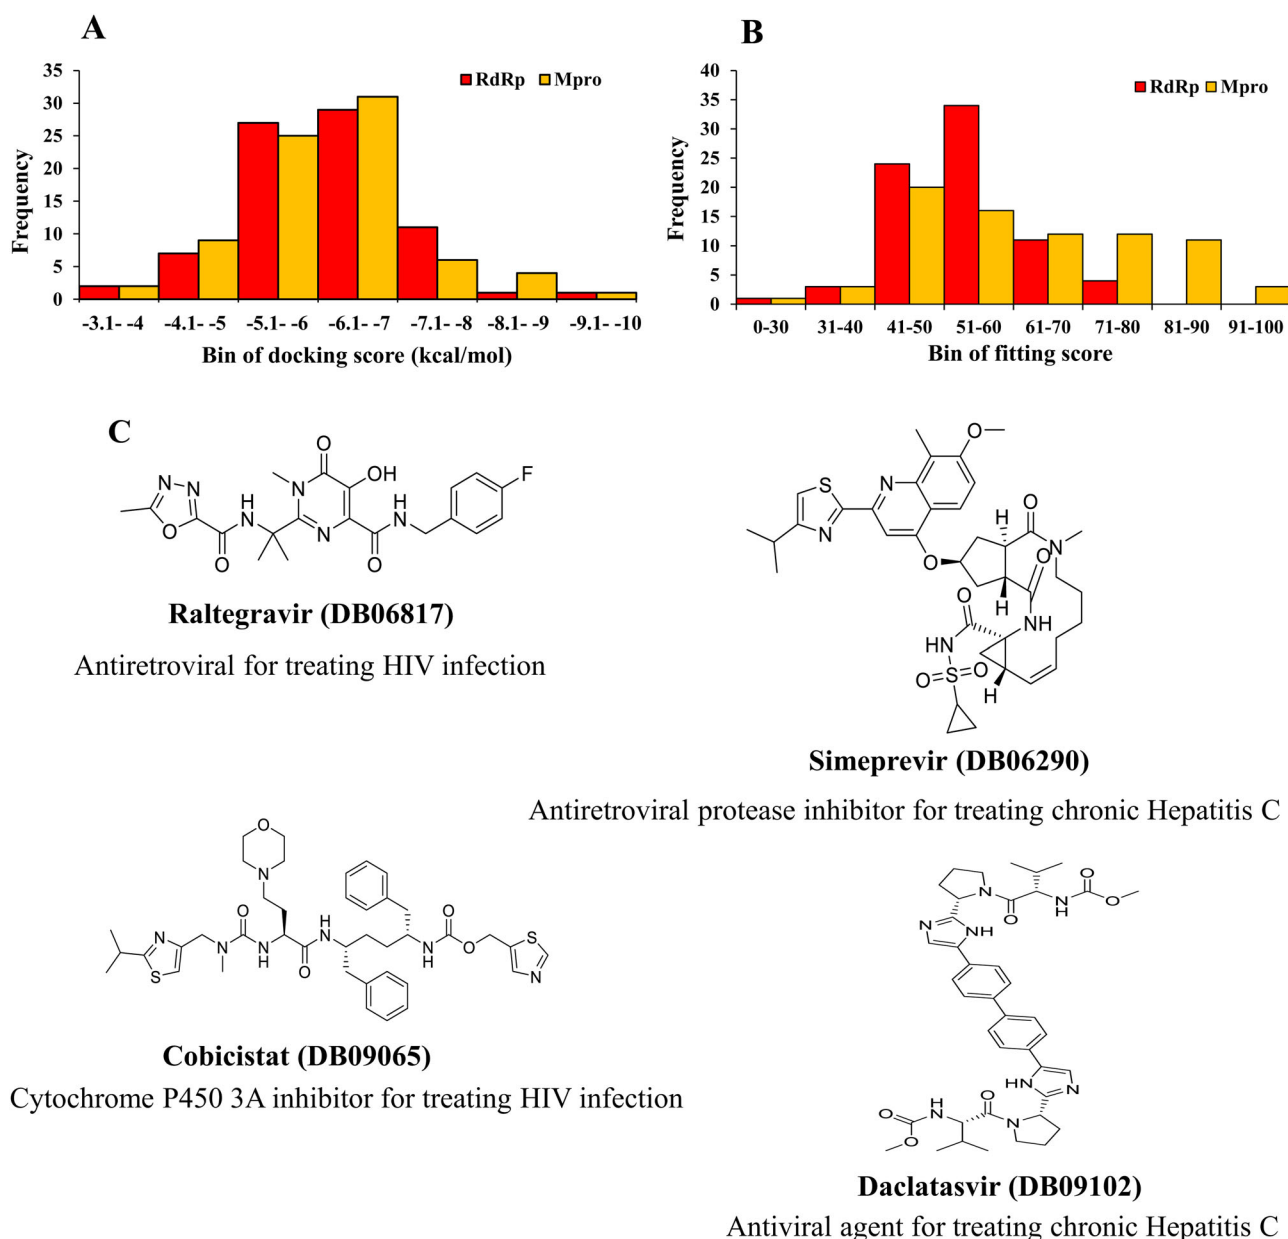 A
35
30
25
20
15
10
5
0
Frequency
RdRp Mpro
-3.1- -4 -4.1- -5 -5.1- -6 -6.1- -7 -7.1- -8 -8.1- -9 -9.1- -10
Bin of docking score (kcal/mol)
B
40
35
30
25
20
15
10
5
0
Frequency
RdRp Mpro
0-30 31-40 41-50 51-60 61-70 71-80 81-90 91-100
Bin of fitting score
C
N N
O
O
H
N
N
O
OH
N
O
H
N
F
Raltegravir (DB06817)
Antiretroviral for treating HIV infection
O
S
N
N
O
H
O
N
O
H
O
NH
NH
O S O
H
Simeprevir (DB06290)
Antiretroviral protease inhibitor for treating chronic Hepatitis C
O
N
N
S
O
N
N
H
O
H
N
N
H
O
O
S
N
Cobicistat (DB09065)
Cytochrome P450 3A inhibitor for treating HIV infection
N
O
N
H
O
O
N
NH
HN
N
O
O
H
N
O
N
Daclatasvir (DB09102)
Antiviral agent for treating chronic Hepatitis C